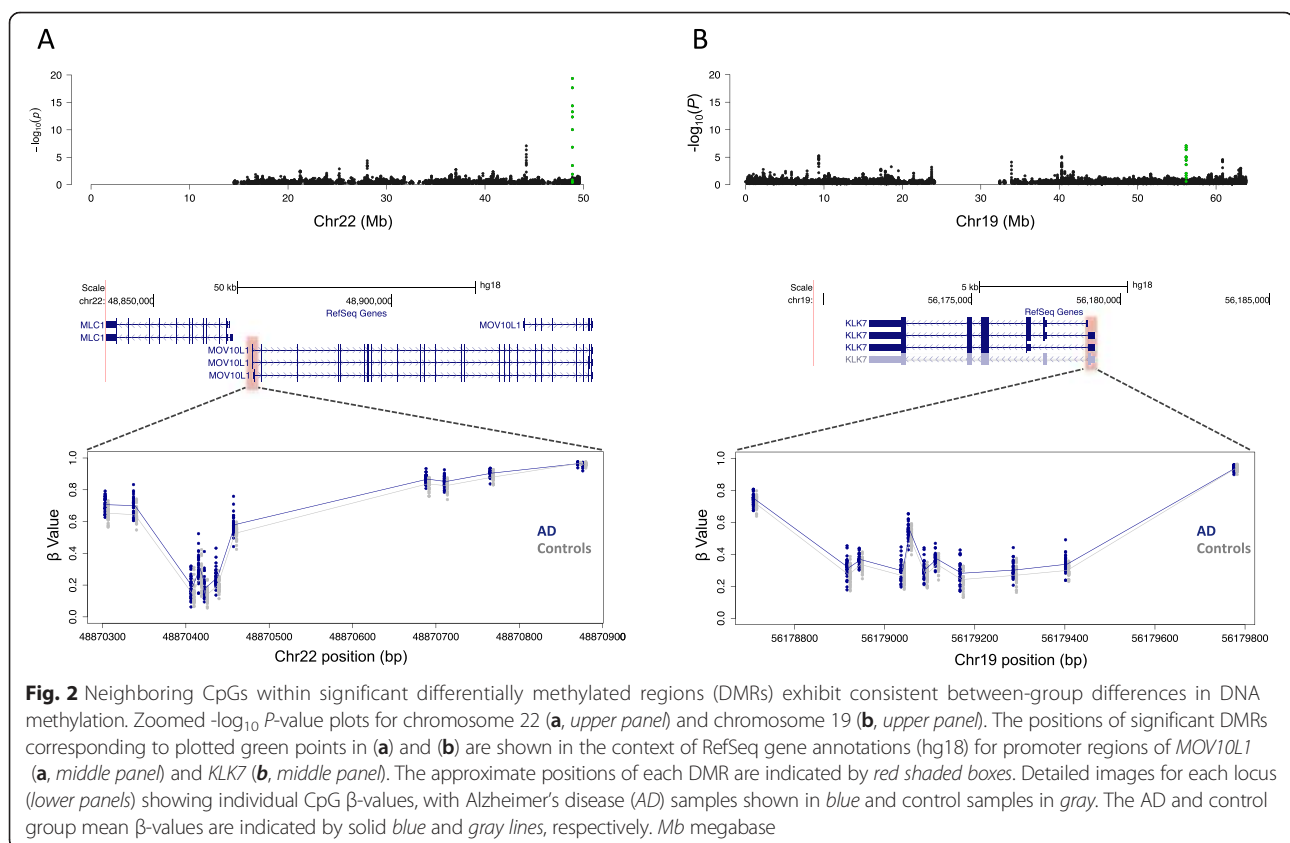 A
20
15
10
5
0
-log10(p)
0 10 20 30 40 50
Chr22 (Mb)
Scale
chr22:
50 kb
hg18
48,850,000
48,900,000
RefSeq Genes
MLC1
MLC1
MOV10L1
MOV10L1
MOV10L1
MOV10L1
1.0
0.8
0.6
0.4
0.2
0.0
β Value
AD
Controls
48870300 48870400 48870500 48870600 48870700 48870800 48870900
Chr22 position (bp)
B
20
15
10
5
0
-log10(P)
0 10 20 30 40 50 60
Chr19 (Mb)
Scale
chr19:
5 kb
hg18
56,175,000
56,180,000
56,185,000
RefSeq Genes
KLK7
KLK7
KLK7
KLK7
1.0
0.8
0.6
0.4
0.2
0.0
β Value
AD
Controls
56178800 56179000 56179200 56179400 56179600 56179800
Chr19 position (bp)
Fig. 2 Neighboring CpGs within significant differentially methylated regions (DMRs) exhibit consistent between-group differences in DNA
methylation. Zoomed -log10 P-value plots for chromosome 22 (a, upper panel) and chromosome 19 (b, upper panel). The positions of significant DMRs
corresponding to plotted green points in (a) and (b) are shown in the context of RefSeq gene annotations (hg18) for promoter regions of MOV10L1
(a, middle panel) and KLK7 (b, middle panel). The approximate positions of each DMR are indicated by red shaded boxes. Detailed images for each locus
(lower panels) showing individual CpG β-values, with Alzheimer's disease (AD) samples shown in blue and control samples in gray. The AD and control
group mean β-values are indicated by solid blue and gray lines, respectively. Mb megabase